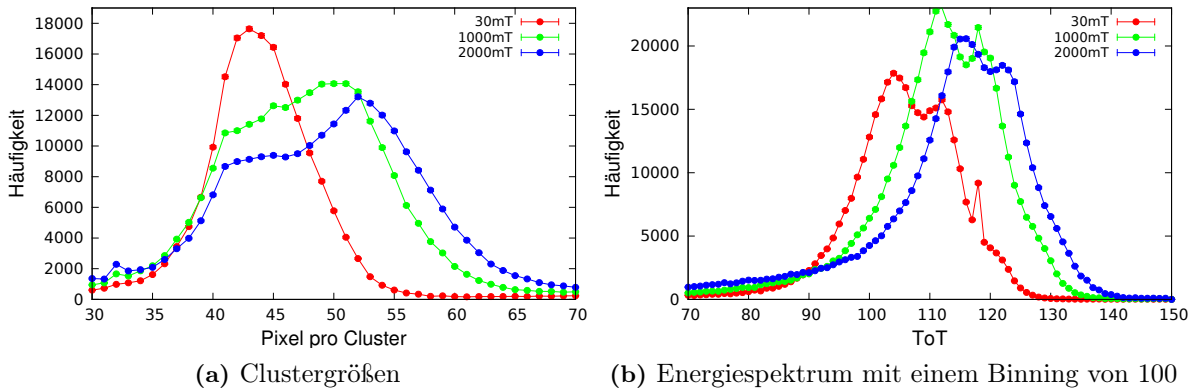 18000
16000
14000
12000
10000
8000
6000
4000
2000
0
Häufigkeit
30mT
1000mT
2000mT
30 35 40 45 50 55 60 65 70
Pixel pro Cluster
(a) Clustergrößen
20000
15000
10000
5000
0
Häufigkeit
30mT
1000mT
2000mT
70 80 90 100 110 120 130 140 150
ToT
(b) Energiespektrum mit einem Binning von 100